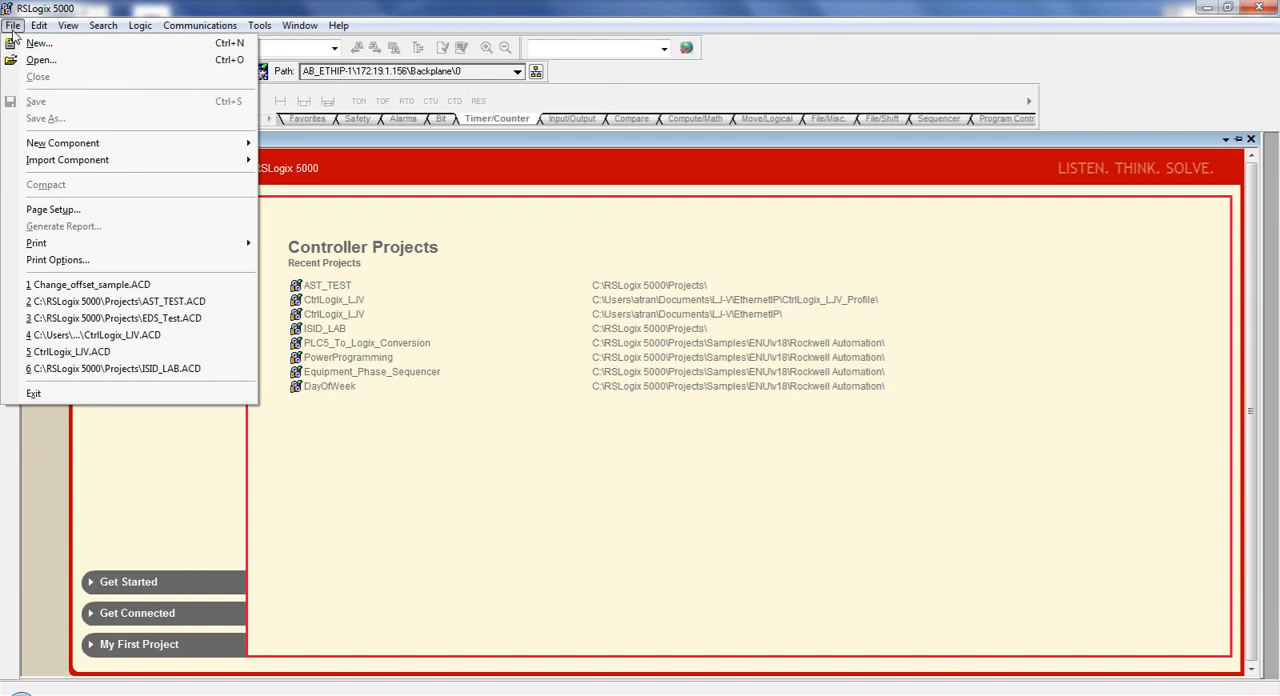 RSLogix 5000
File Edit View Search Logic Communications Tools Window Help
New... Ctrl+N
Open... Ctrl+O
Close
Save Ctrl+S
Save As...
New Component
Import Component
Compact
Page Setup...
Generate Report...
Print
Print Options...
1 Change_offset_sample.ACD
2 C:\RSLogix 5000\Projects\AST_TEST.ACD
3 C:\RSLogix 5000\Projects\EDS_Test.ACD
4 C:\Users\...\CtrlLogix_LJV.ACD
5 CtrlLogix_LJV.ACD
6 C:\RSLogix 5000\Projects\ISID_LAB.ACD
Exit
Path: AB_ETHIP-1\172.19.1.156\Backplane\0
TON TOF RTO CTU CTD RES
Favorites Safety Alarms Bit Timer/Counter Input/Output Compare Compute/Math Move/Logical File/Misc. File/Shift Sequencer Program Contr
RSLogix 5000 LISTEN. THINK. SOLVE.
Controller Projects
Recent Projects
AST_TEST C:\RSLogix 5000\Projects\
CtrlLogix_LJV C:\Users\atran\Documents\LJ-V\EthernetIP\CtrlLogix_LJV_Profile\
CtrlLogix_LJV C:\Users\atran\Documents\LJ-V\EthernetIP\
ISID_LAB C:\RSLogix 5000\Projects\
PLC5_To_Logix_Conversion C:\RSLogix 5000\Projects\Samples\ENU\v18\Rockwell Automation\
PowerProgramming C:\RSLogix 5000\Projects\Samples\ENU\v18\Rockwell Automation\
Equipment_Phase_Sequencer C:\RSLogix 5000\Projects\Samples\ENU\v18\Rockwell Automation\
DayOfWeek C:\RSLogix 5000\Projects\Samples\ENU\v18\Rockwell Automation\
Get Started
Get Connected
My First Project